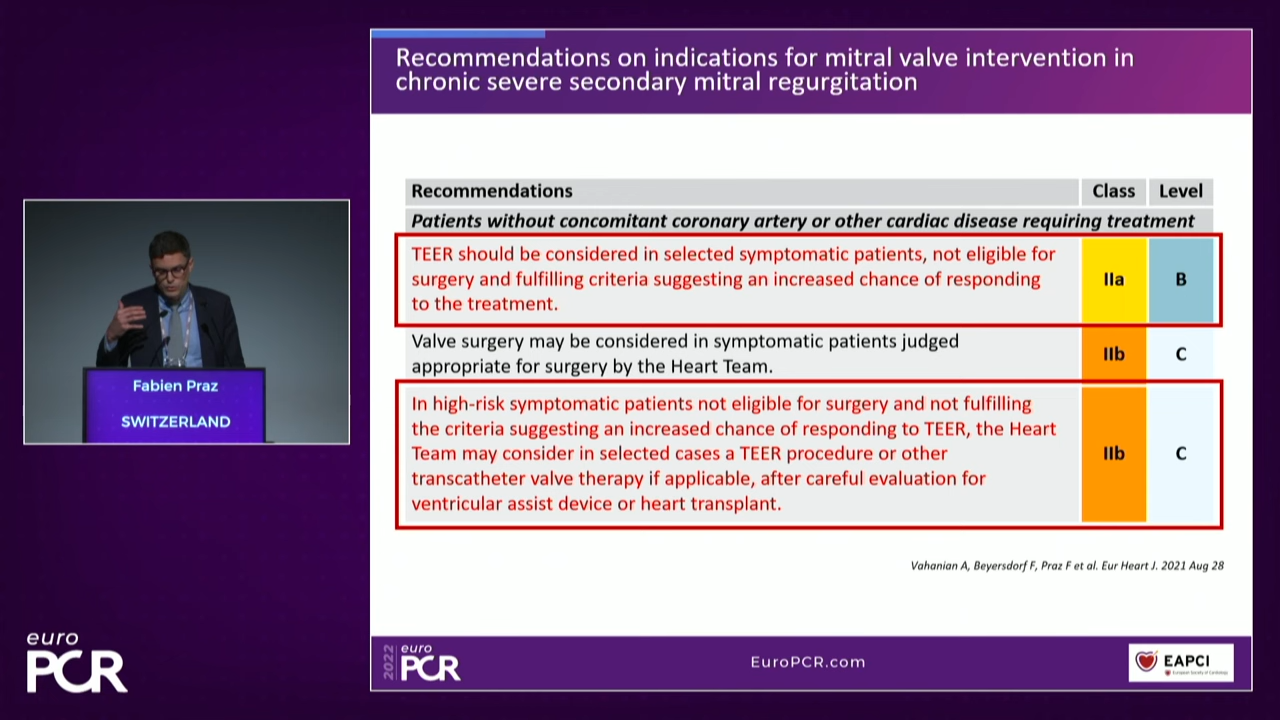 Recommendations on indications for mitral valve intervention in
chronic severe secondary mitral regurgitation
Recommendations Class Level
Patients without concomitant coronary artery or other cardiac disease requiring treatment
TEER should be considered in selected symptomatic patients, not eligible for
surgery and fulfilling criteria suggesting an increased chance of responding
to the treatment.
IIa B
Valve surgery may be considered in symptomatic patients judged
appropriate for surgery by the Heart Team.
IIb C
In high-risk symptomatic patients not eligible for surgery and not fulfilling
the criteria suggesting an increased chance of responding to TEER, the Heart
Team may consider in selected cases a TEER procedure or other
transcatheter valve therapy if applicable, after careful evaluation for
ventricular assist device or heart transplant.
IIb C
Vahanian A, Beyersdorf F, Praz F et al. Eur Heart J. 2021 Aug 28
Fabien Praz
SWITZERLAND
euro
PCR
2022
euro
PCR
EuroPCR.com
EAPCI
European Society of Cardiology